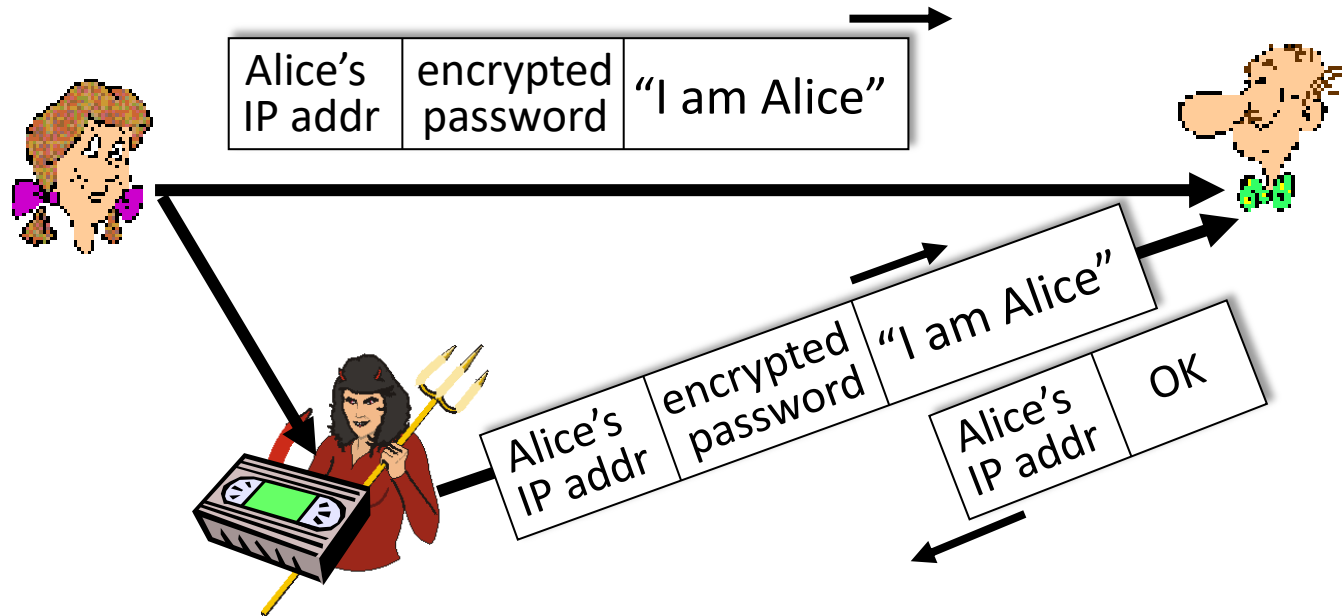 Alice’s
IP addr
encrypted
password
“I am Alice”
Alice’s
IP addr
encrypted
password
“I am Alice”
Alice’s
IP addr
OK